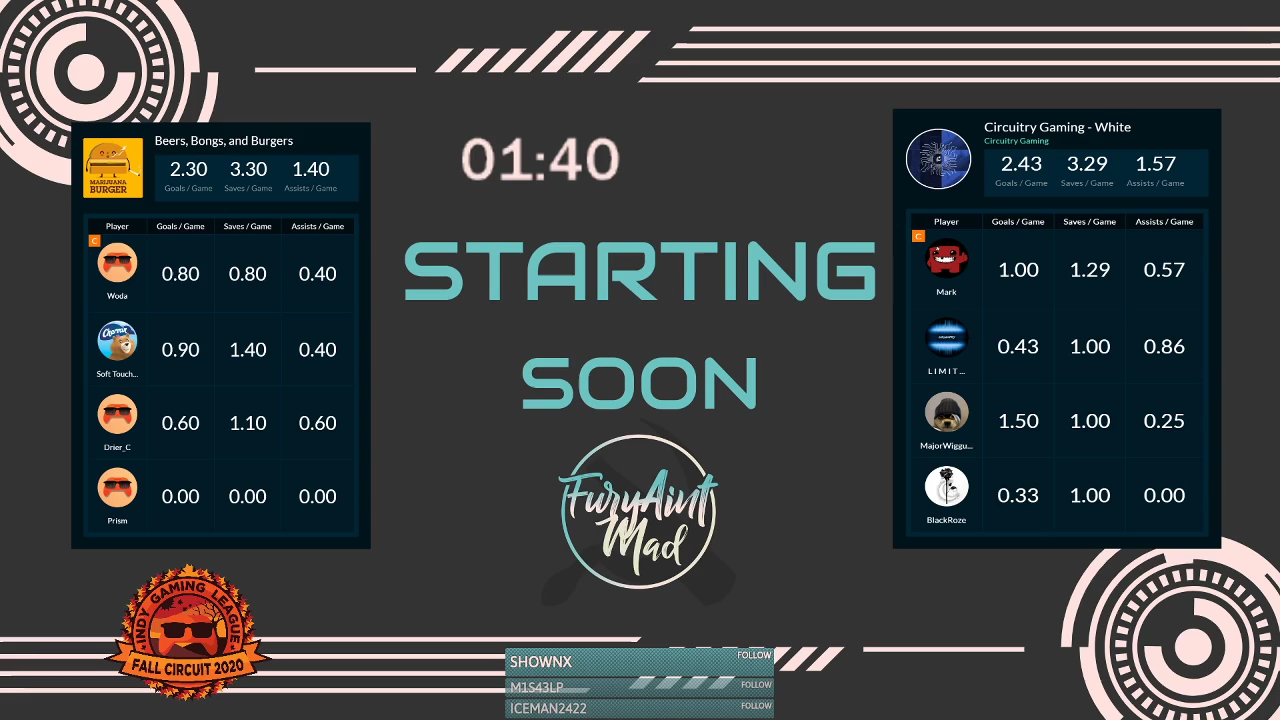 Beers, Bongs, and Burgers
2.30 3.30 1.40
Goals / Game Saves / Game Assists / Game
MARIJUANA
BURGER
Player Goals / Game Saves / Game Assists / Game
C
0.80 0.80 0.40
Woda
Charmin
0.90 1.40 0.40
Soft Touch...
0.60 1.10 0.60
Drier_C
0.00 0.00 0.00
Prism
01:40
STARTING
SOON
FuryAint
Mad
Circuitry Gaming - White
Circuitry Gaming
2.43 3.29 1.57
Goals / Game Saves / Game Assists / Game
Player Goals / Game Saves / Game Assists / Game
C
1.00 1.29 0.57
Mark
0.43 1.00 0.86
L I M I T ...
1.50 1.00 0.25
MajorWiggu...
0.33 1.00 0.00
BlackRoze
INDY GAMING LEAGUE
FALL CIRCUIT 2020
SHOWNX FOLLOW
M1S43LP FOLLOW
ICEMAN2422 FOLLOW